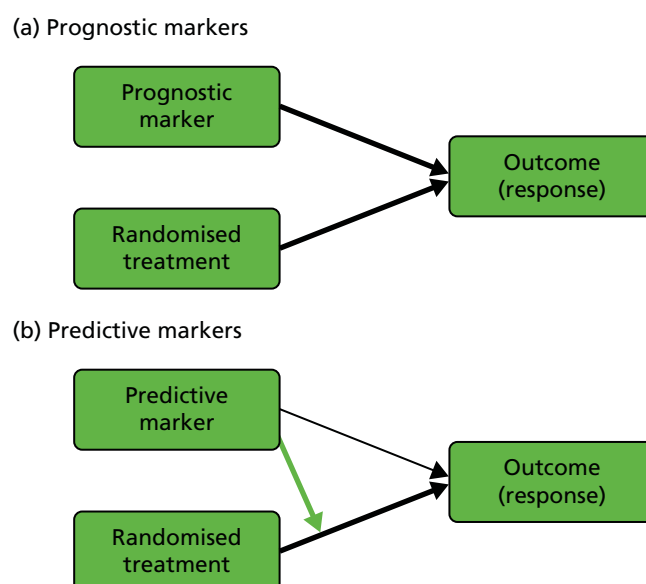 (a) Prognostic markers
Prognostic
marker
Outcome
(response)
Randomised
treatment
(b) Predictive markers
Predictive
marker
Outcome
(response)
Randomised
treatment